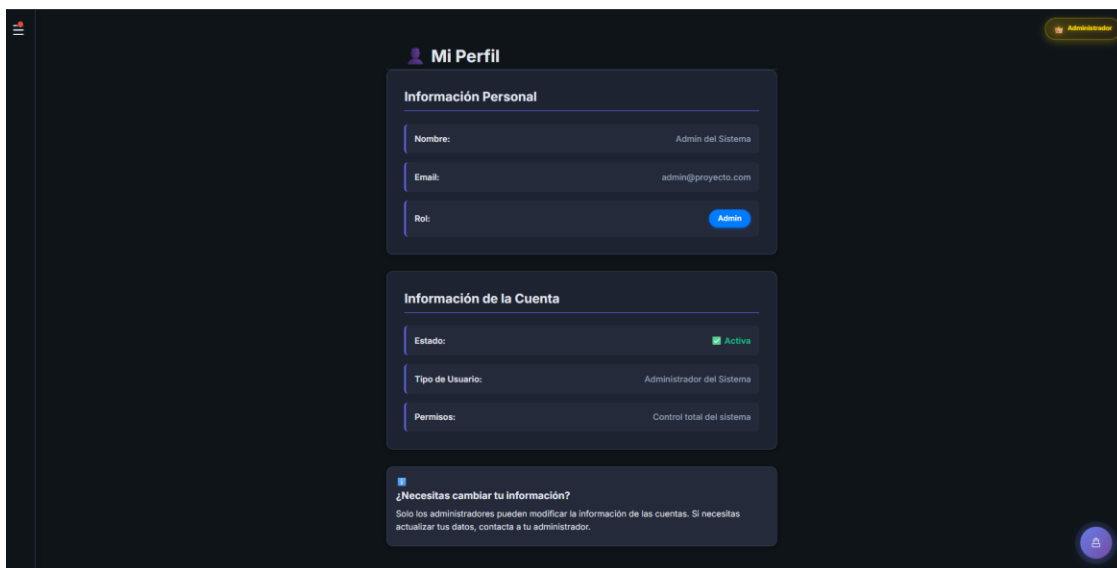 Administrador
Mi Perfil
Información Personal
Nombre: Admin del Sistema
Email: admin@proyecto.com
Rol: Admin
Información de la Cuenta
Estado: Activa
Tipo de Usuario: Administrador del Sistema
Permisos: Control total del sistema
¿Necesitas cambiar tu información?
Solo los administradores pueden modificar la información de las cuentas. Si necesitas
actualizar tus datos, contacta a tu administrador.